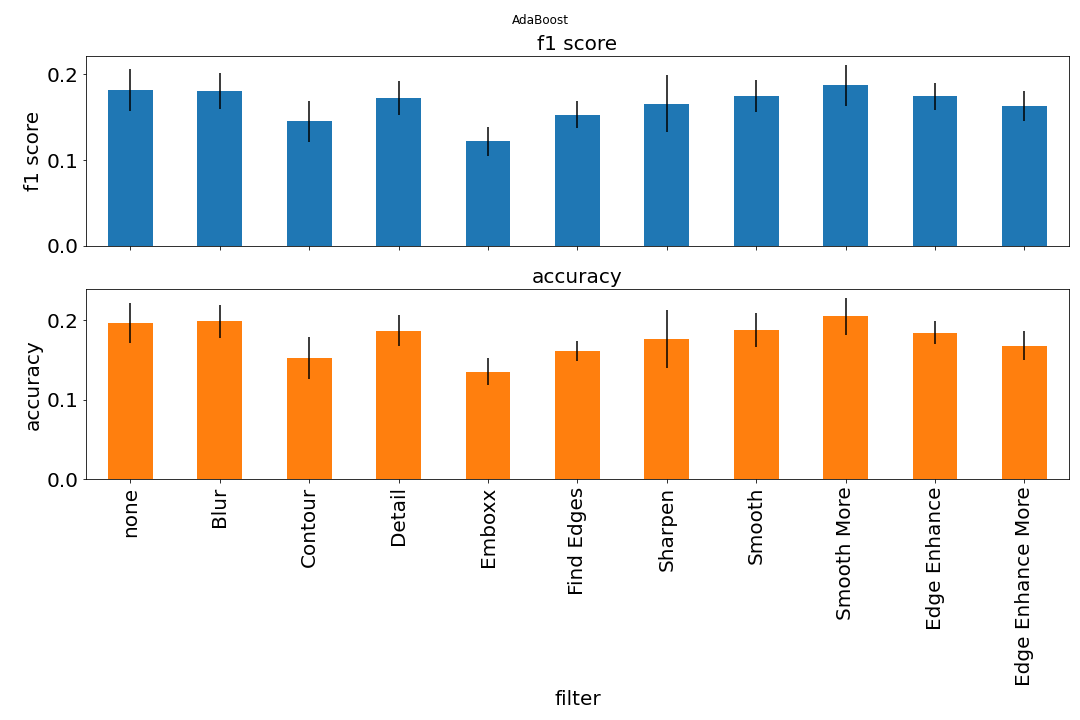 AdaBoost
f1 score
f1 score
0.2
0.1
0.0
accuracy
accuracy
0.2
0.1
0.0
none
Blur
Contour
Detail
Emboxx
Find Edges
Sharpen
Smooth
Smooth More
Edge Enhance
Edge Enhance More
filter